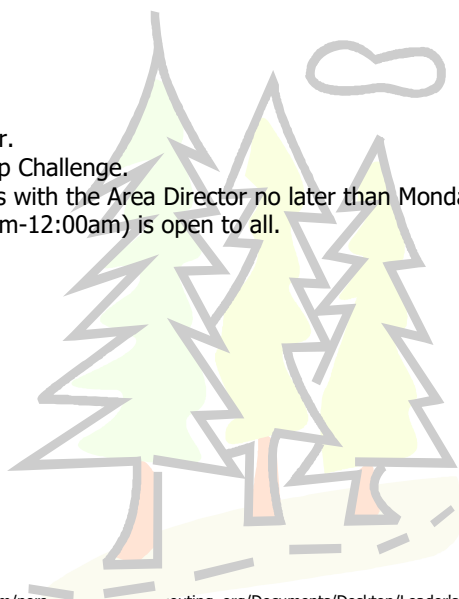 r.
p Challenge.
s with the Area Director no later than Monda
m-12:00am) is open to all.